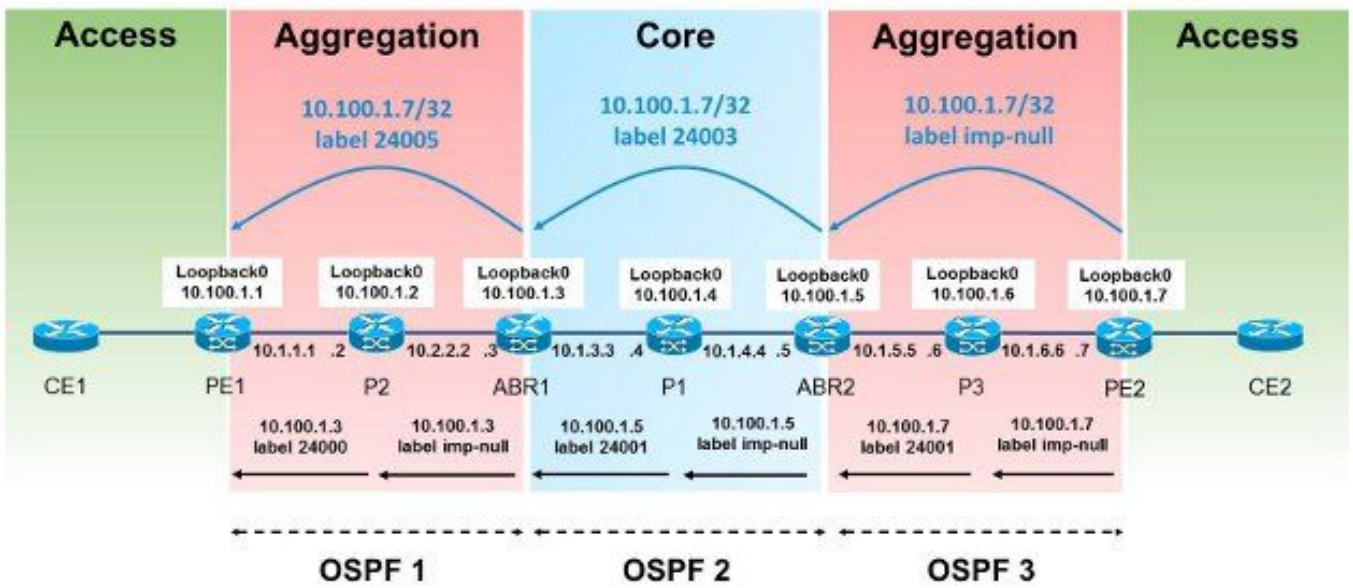 Access
Aggregation
Core
Aggregation
Access
10.100.1.7/32
label 24005
10.100.1.7/32
label 24003
10.100.1.7/32
label imp-null
Loopback0
10.100.1.1
Loopback0
10.100.1.2
Loopback0
10.100.1.3
Loopback0
10.100.1.4
Loopback0
10.100.1.5
Loopback0
10.100.1.6
Loopback0
10.100.1.7
10.1.1.1 .2
10.2.2.2 .3
10.1.3.3 .4
10.1.4.4 .5
10.1.5.5 .6
10.1.6.6 .7
CE1
PE1
P2
ABR1
P1
ABR2
P3
PE2
CE2
10.100.1.3
label 24000
10.100.1.3
label imp-null
10.100.1.5
label 24001
10.100.1.5
label imp-null
10.100.1.7
label 24001
10.100.1.7
label imp-null
OSPF 1
OSPF 2
OSPF 3